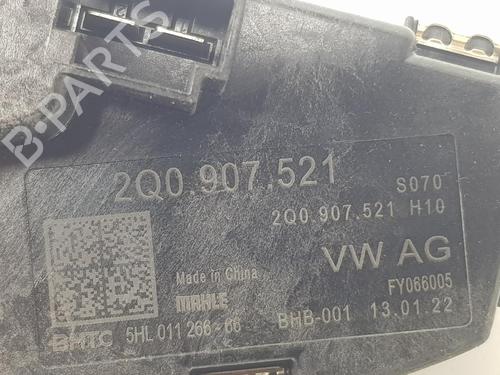 B-PARTS
2Q0.907.521
S070
2Q0.907.521 H10
VW AG
Made in China
MAHLE
FY066005
BHTC 5HL 011 266-66 BHB-001 13.01.22